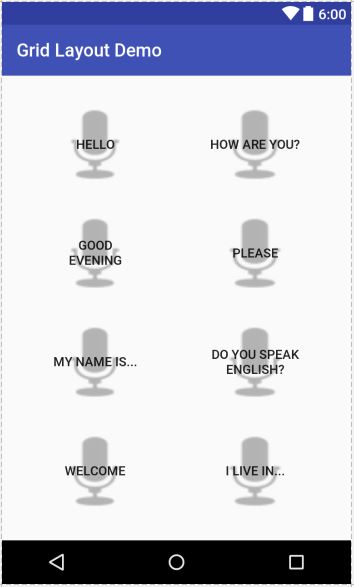 6:00
Grid Layout Demo
HELLO
HOW ARE YOU?
GOOD
EVENING
PLEASE
MY NAME IS...
DO YOU SPEAK
ENGLISH?
WELCOME
I LIVE IN...